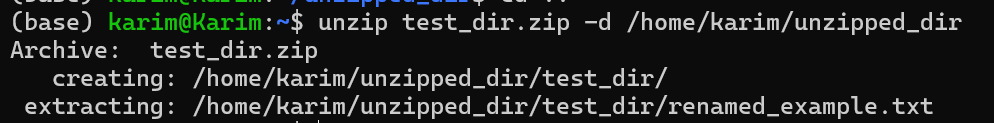 (base) karim@Karim:~$ unzip test_dir.zip -d /home/karim/unzipped_dir
Archive:  test_dir.zip
   creating: /home/karim/unzipped_dir/test_dir/
 extracting: /home/karim/unzipped_dir/test_dir/renamed_example.txt